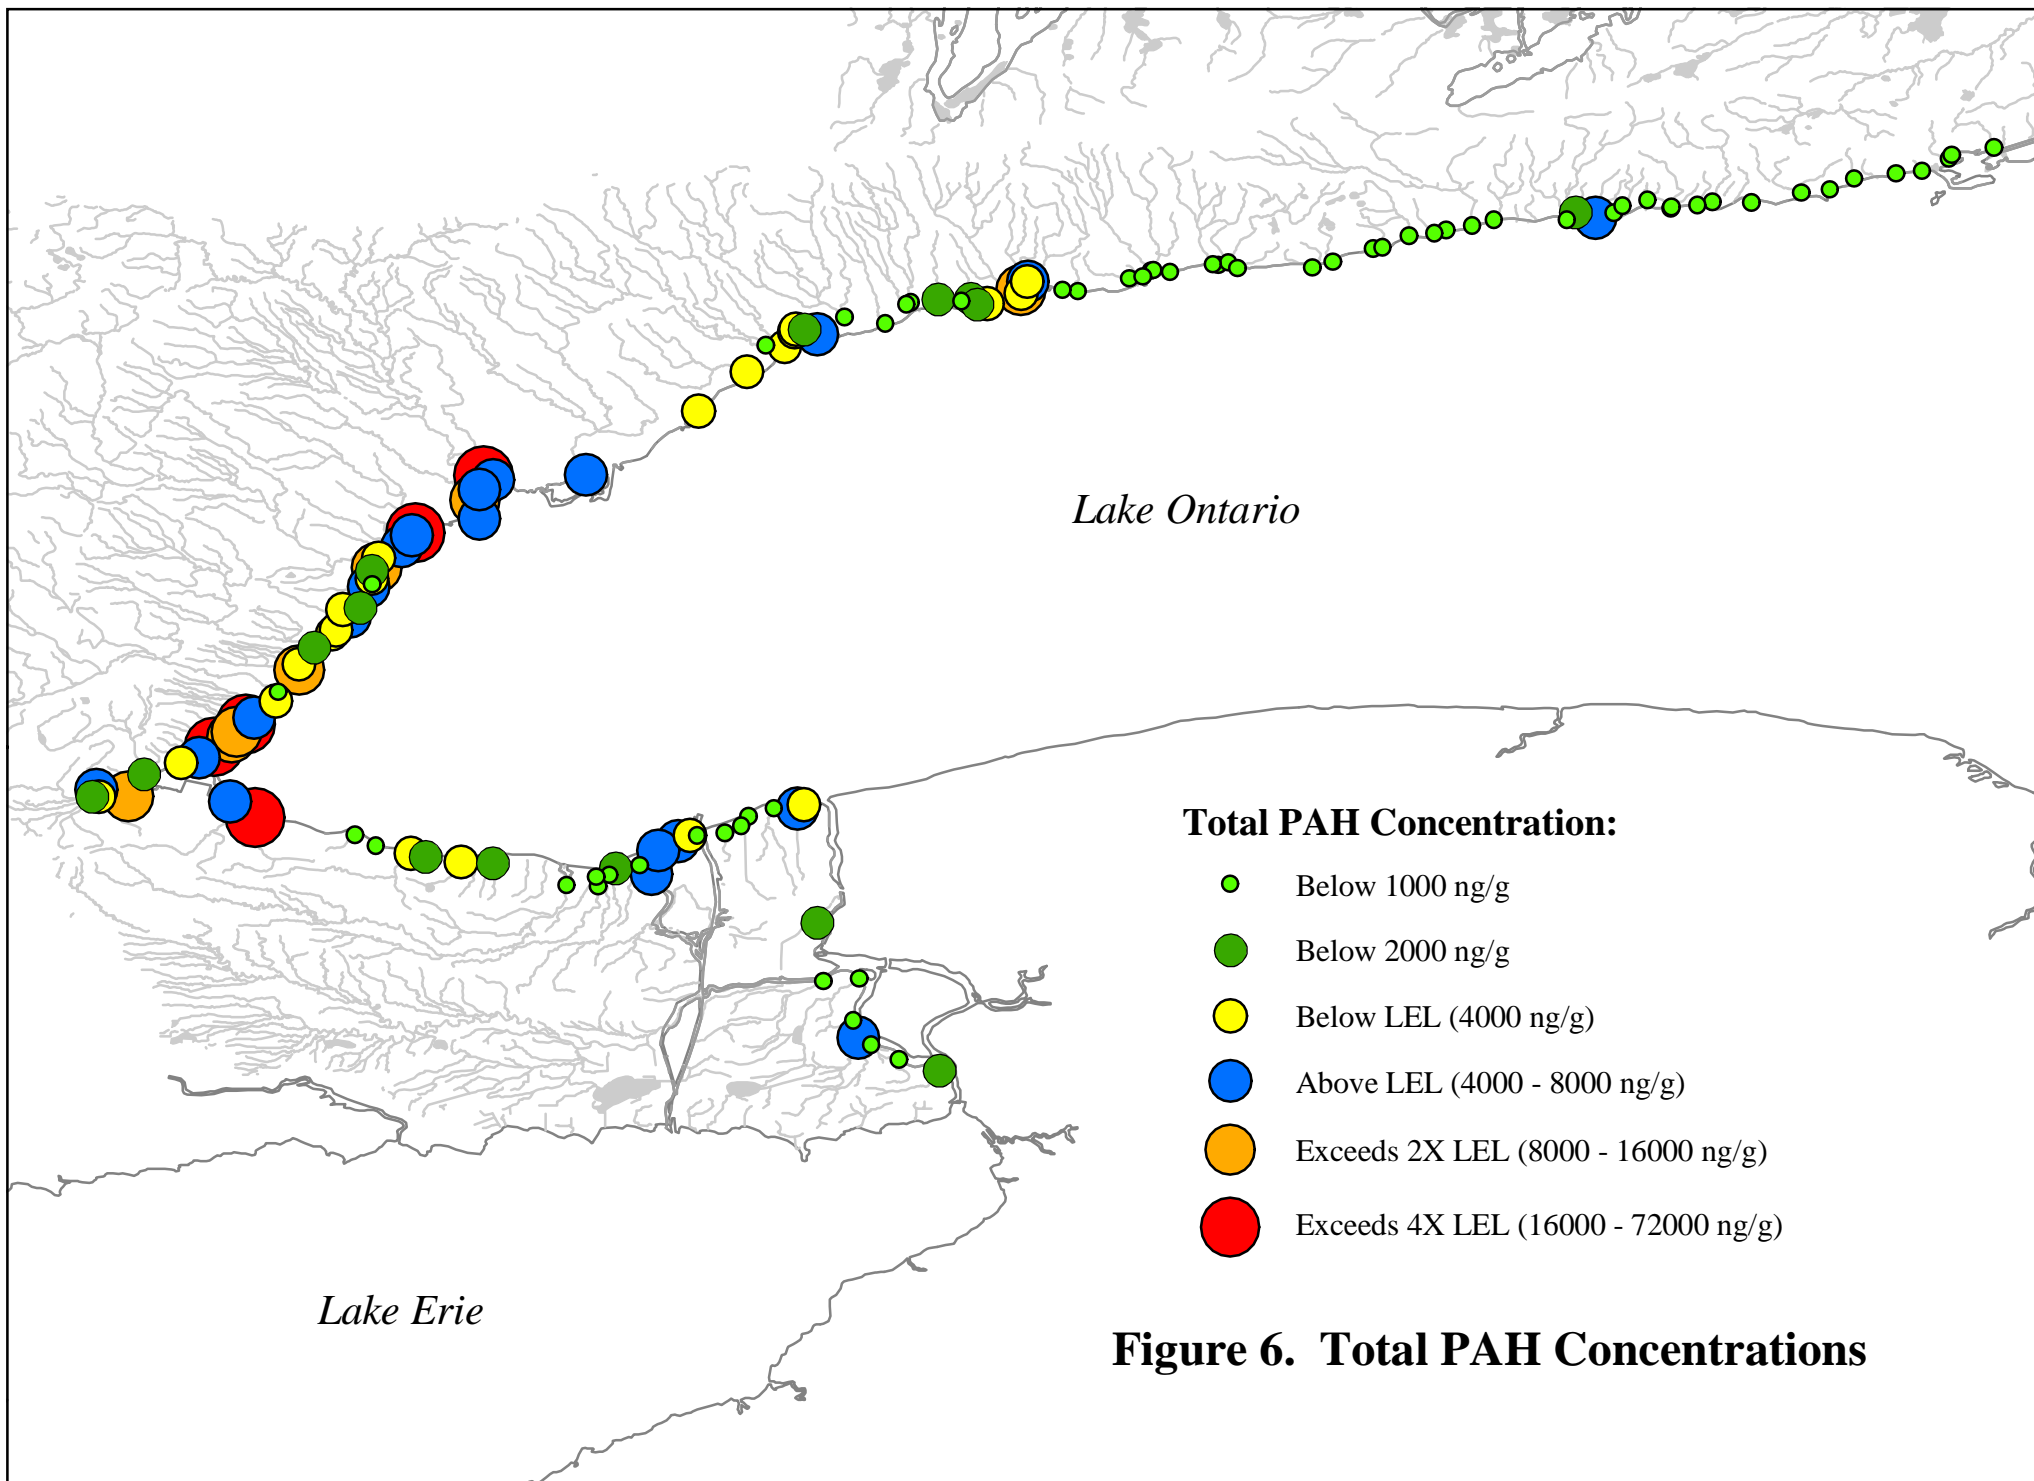 Lake Ontario
Total PAH Concentration:
Below 1000 ng/g
Below 2000 ng/g
Below LEL (4000 ng/g)
Above LEL (4000 - 8000 ng/g)
Exceeds 2X LEL (8000 - 16000 ng/g)
Exceeds 4X LEL (16000 - 72000 ng/g)
Lake Erie
Figure 6.  Total PAH Concentrations